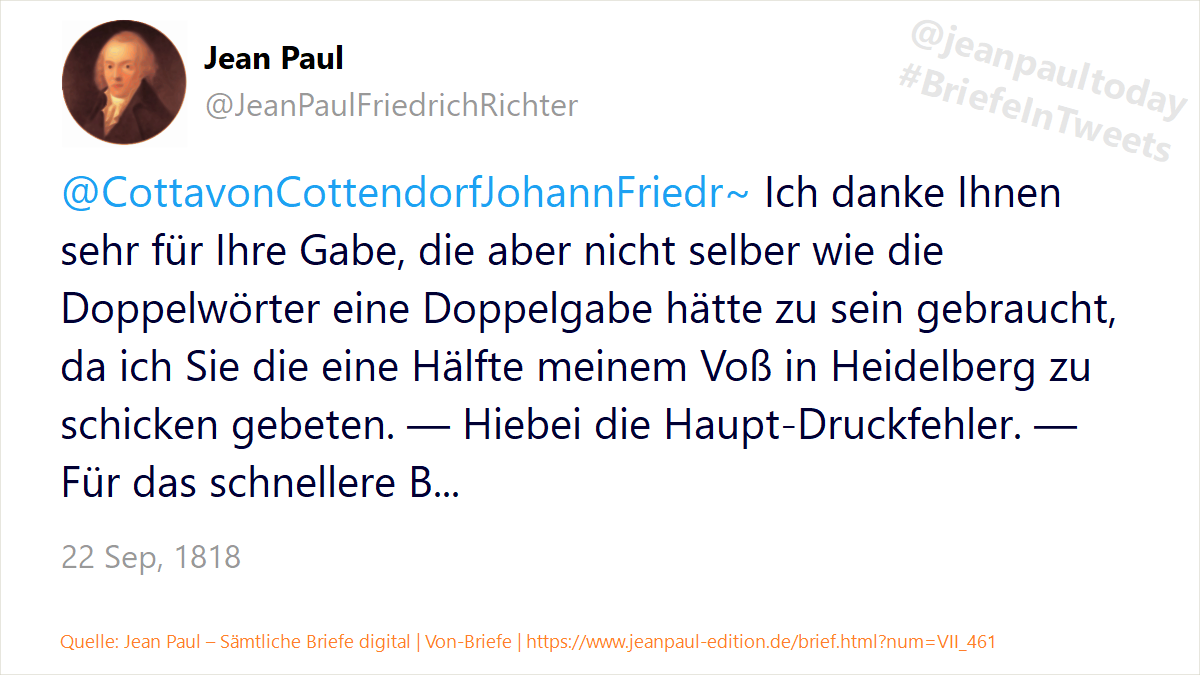 Jean Paul
@JeanPaulFriedrichRichter
@jeanpaultoday
#BriefeInTweets
@CottavonCottendorfJohannFriedr~ Ich danke Ihnen
sehr für Ihre Gabe, die aber nicht selber wie die
Doppelwörter eine Doppelgabe hätte zu sein gebraucht,
da ich Sie die eine Hälfte meinem Voß in Heidelberg zu
schicken gebeten. — Hiebei die Haupt-Druckfehler. —
Für das schnellere B...
22 Sep, 1818
Quelle: Jean Paul – Sämtliche Briefe digital | Von-Briefe | https://www.jeanpaul-edition.de/brief.html?num=VII_461